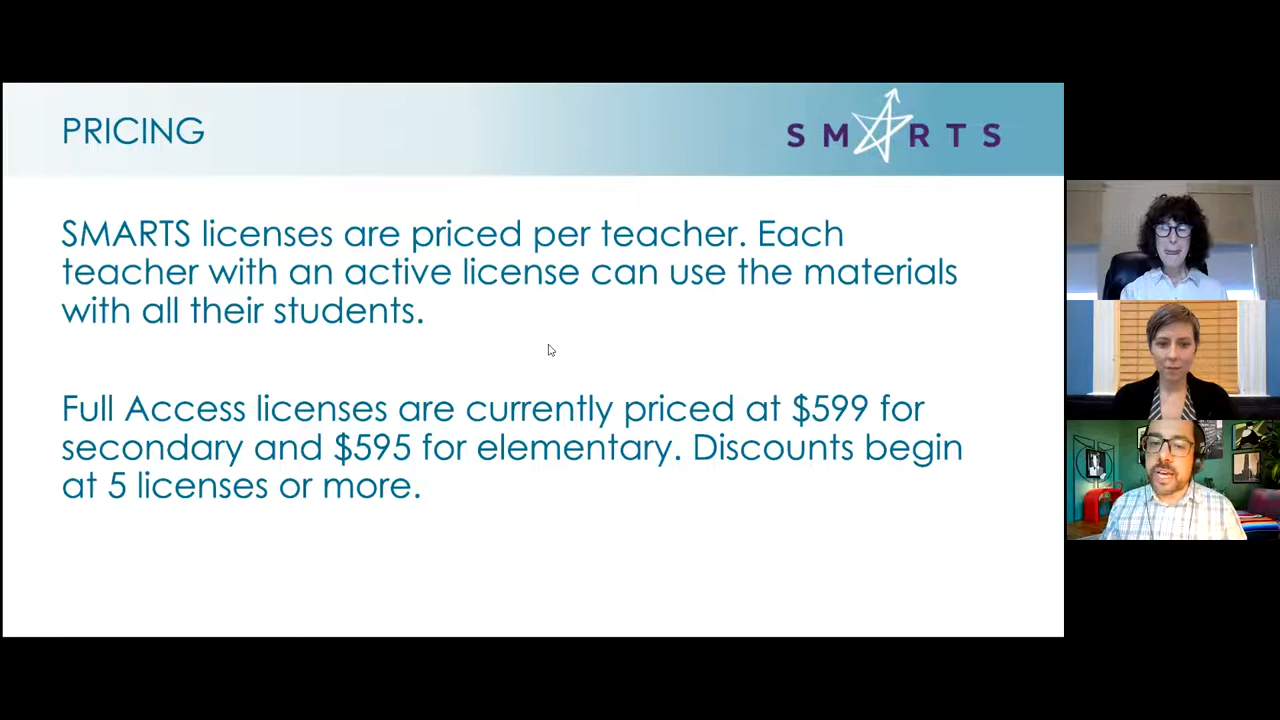 PRICING
SMARTS
SMARTS licenses are priced per teacher. Each
teacher with an active license can use the materials
with all their students.
Full Access licenses are currently priced at $599 for
secondary and $595 for elementary. Discounts begin
at 5 licenses or more.